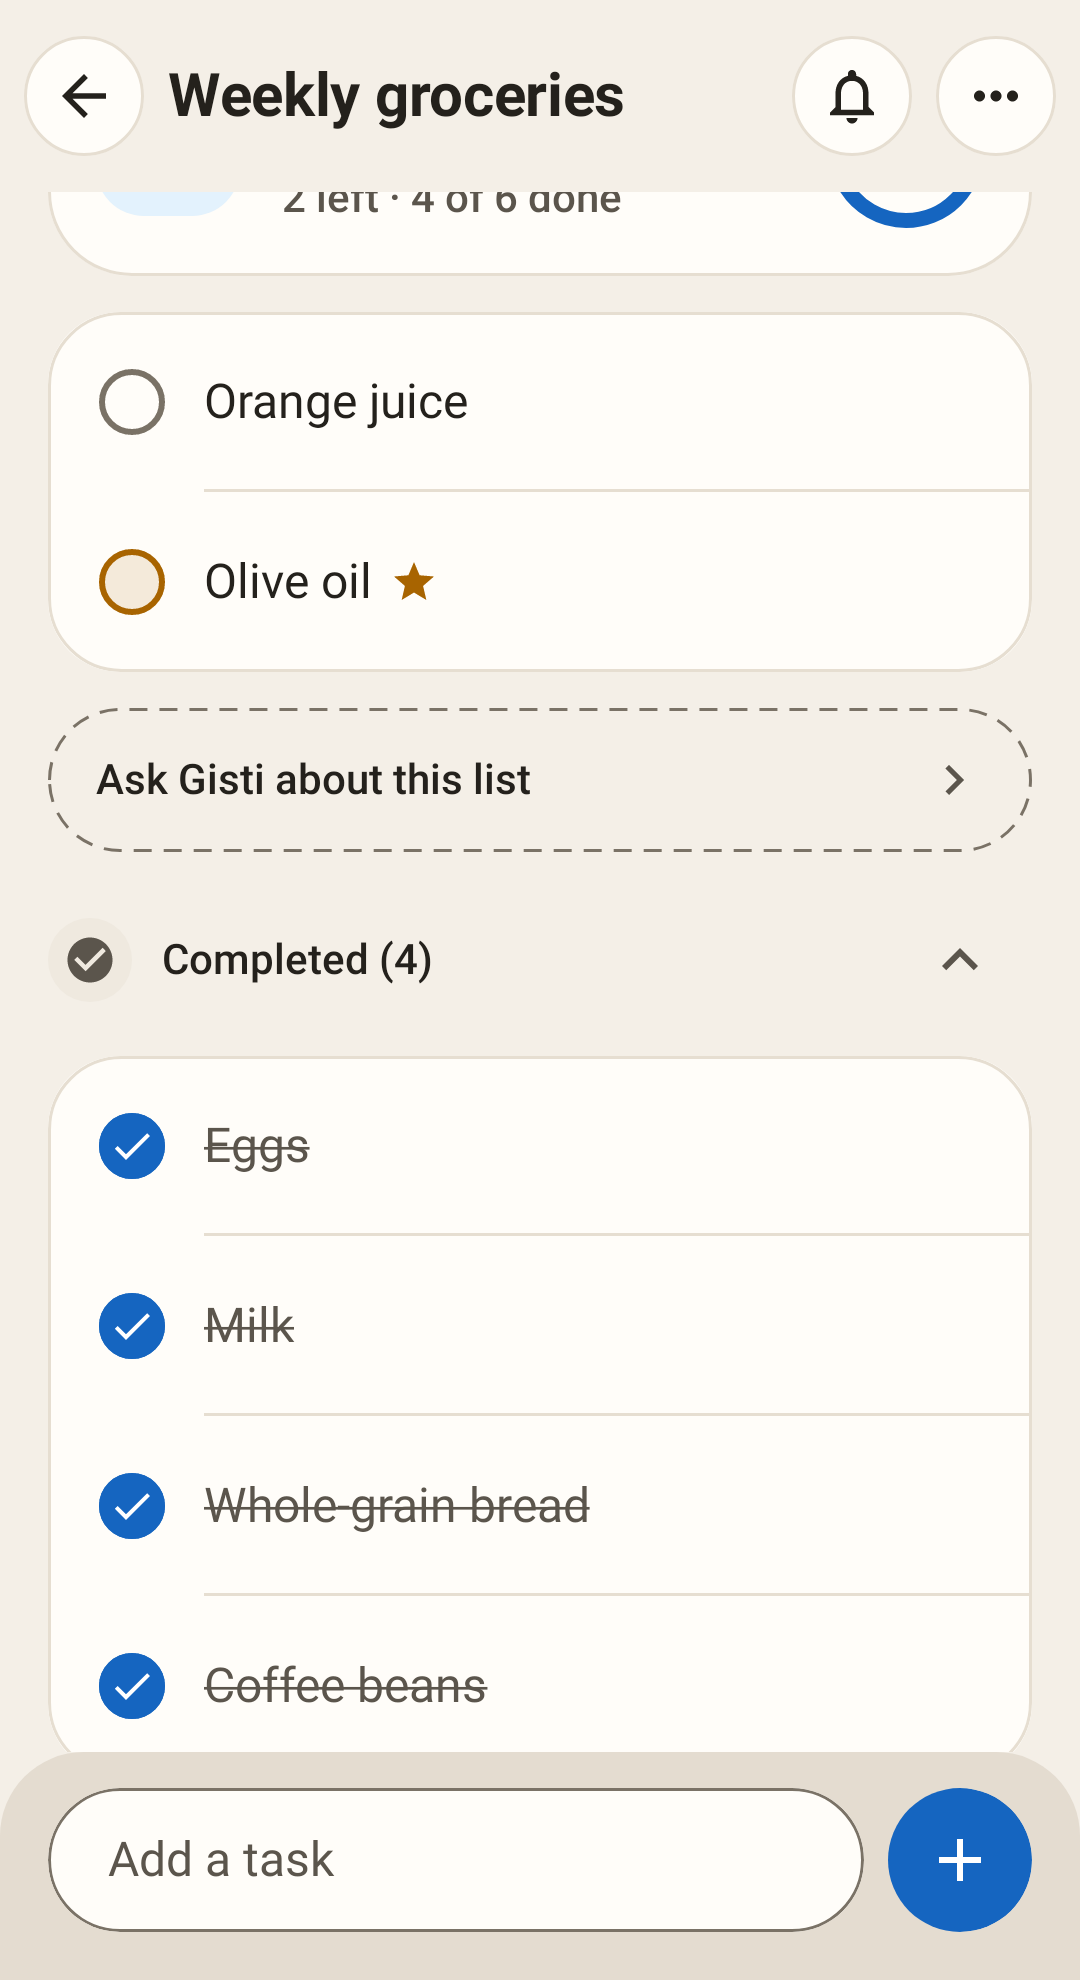 Weekly groceries
2 left · 4 of 6 done
Orange juice
Olive oil
Ask Gisti about this list
Completed (4)
Eggs
Milk
Whole-grain bread
Coffee beans
Add a task